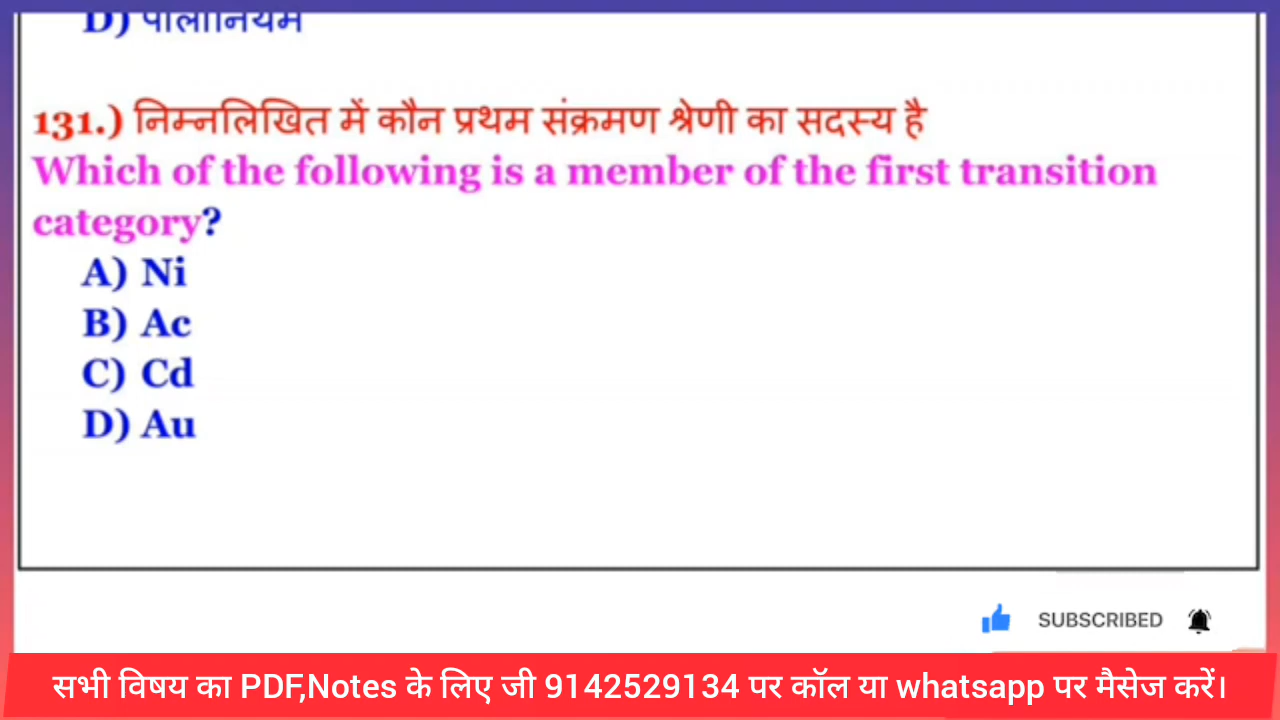 D) पोलोनियम
131.) निम्नलिखित में कौन प्रथम संक्रमण श्रेणी का सदस्य है
Which of the following is a member of the first transition
category?
A) Ni
B) Ac
C) Cd
D) Au
SUBSCRIBED
सभी विषय का PDF,Notes के लिए जी 9142529134 पर कॉल या whatsapp पर मैसेज करें।